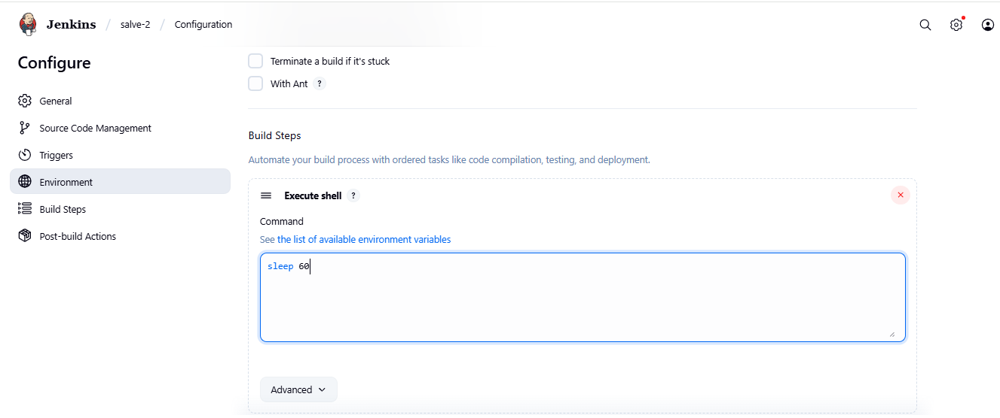 Jenkins / salve-2 / Configuration
Configure
General
Source Code Management
Triggers
Environment
Build Steps
Post-build Actions
Terminate a build if it's stuck
With Ant ?
Build Steps
Automate your build process with ordered tasks like code compilation, testing, and deployment.
Execute shell ?
Command
See the list of available environment variables
sleep 60
Advanced